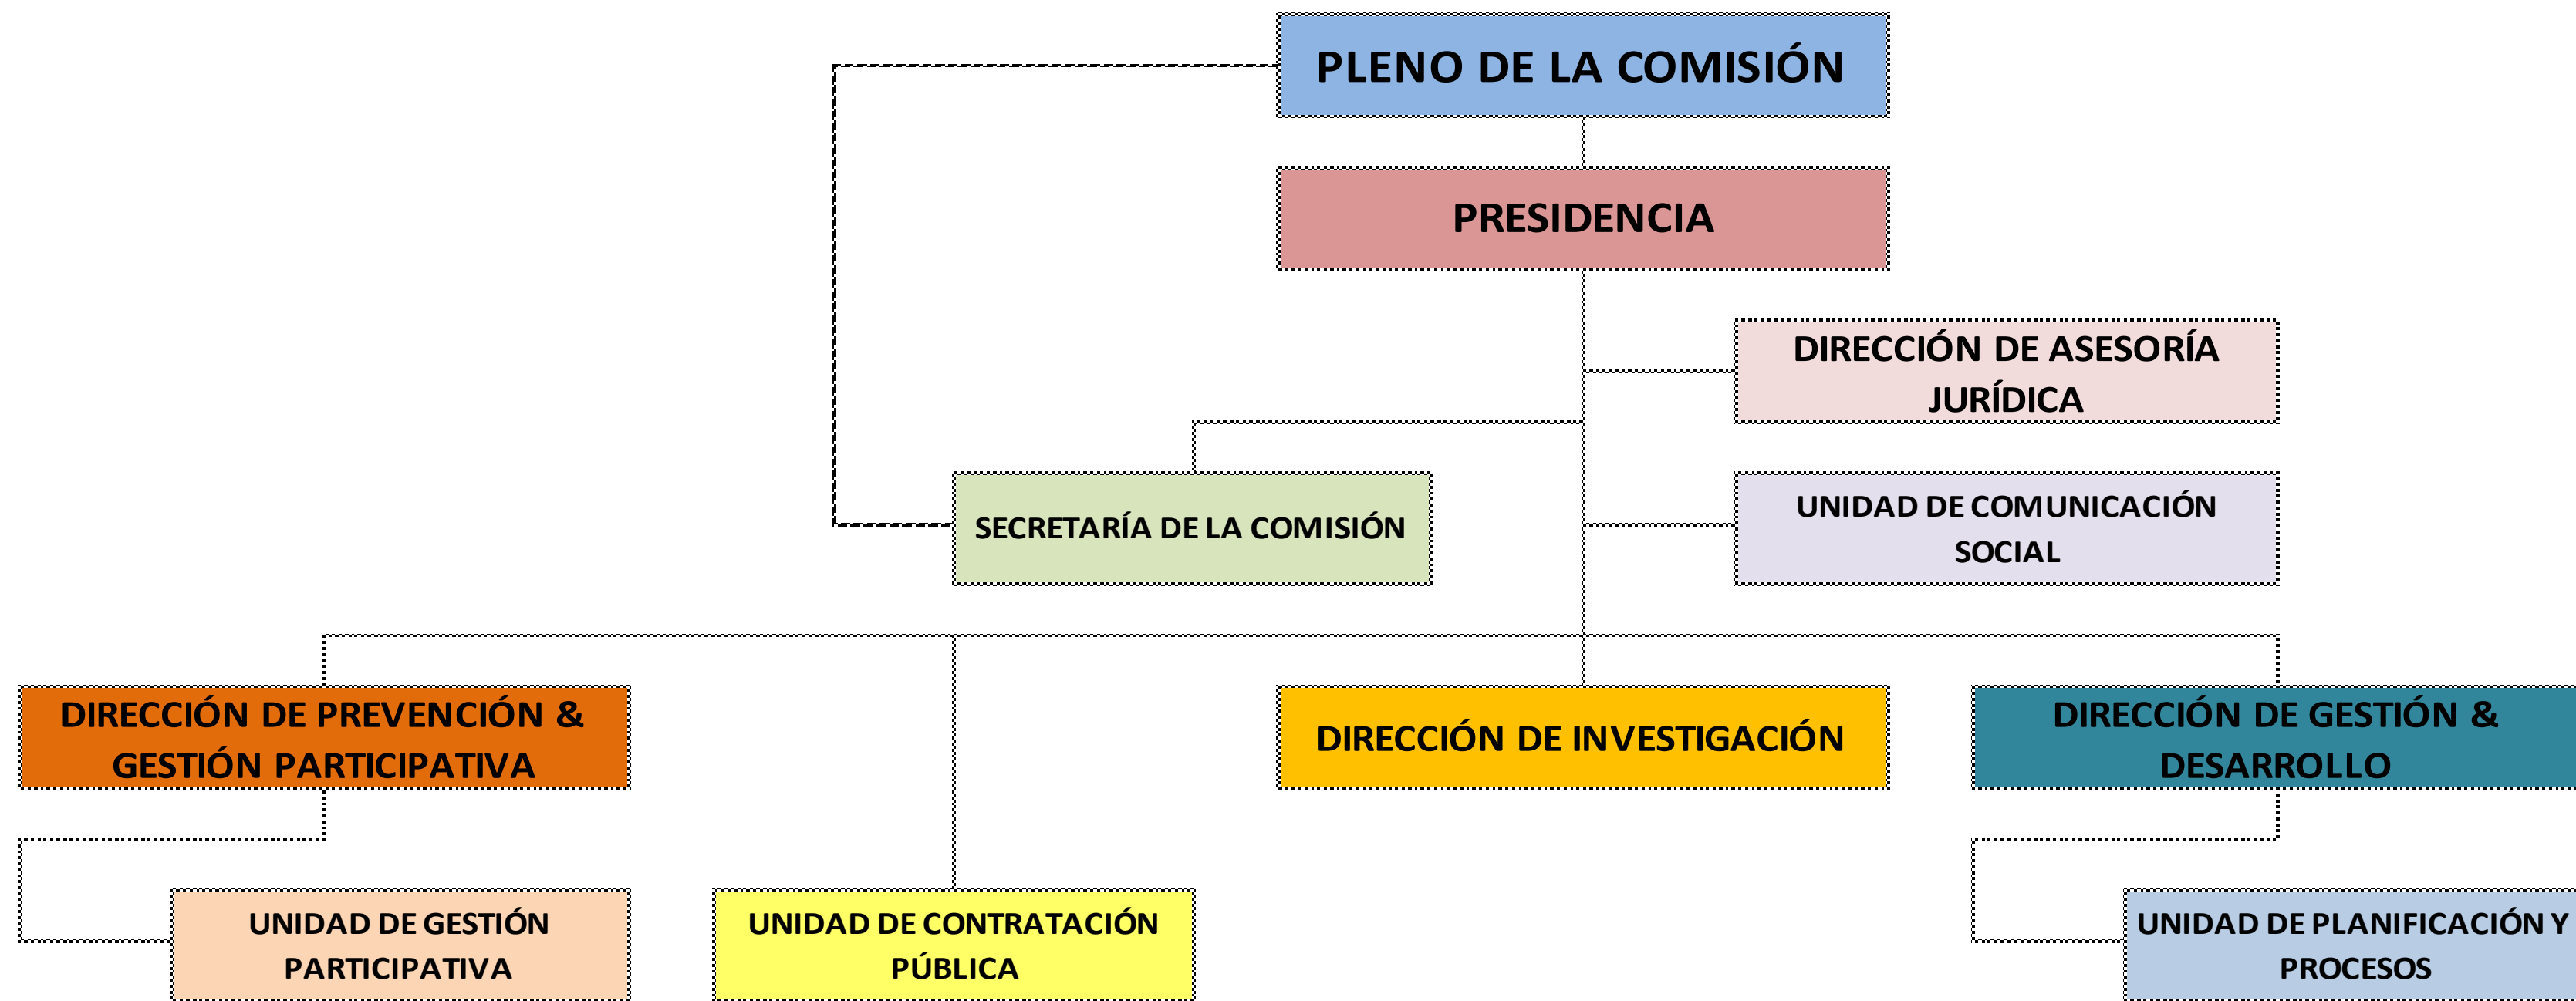 PLENO DE LA COMISIÓN
PRESIDENCIA
DIRECCIÓN DE ASESORÍA
JURÍDICA
SECRETARÍA DE LA COMISIÓN
UNIDAD DE COMUNICACIÓN
SOCIAL
DIRECCIÓN DE PREVENCIÓN &
GESTIÓN PARTICIPATIVA
DIRECCIÓN DE INVESTIGACIÓN
DIRECCIÓN DE GESTIÓN &
DESARROLLO
UNIDAD DE GESTIÓN
PARTICIPATIVA
UNIDAD DE CONTRATACIÓN
PÚBLICA
UNIDAD DE PLANIFICACIÓN Y
PROCESOS